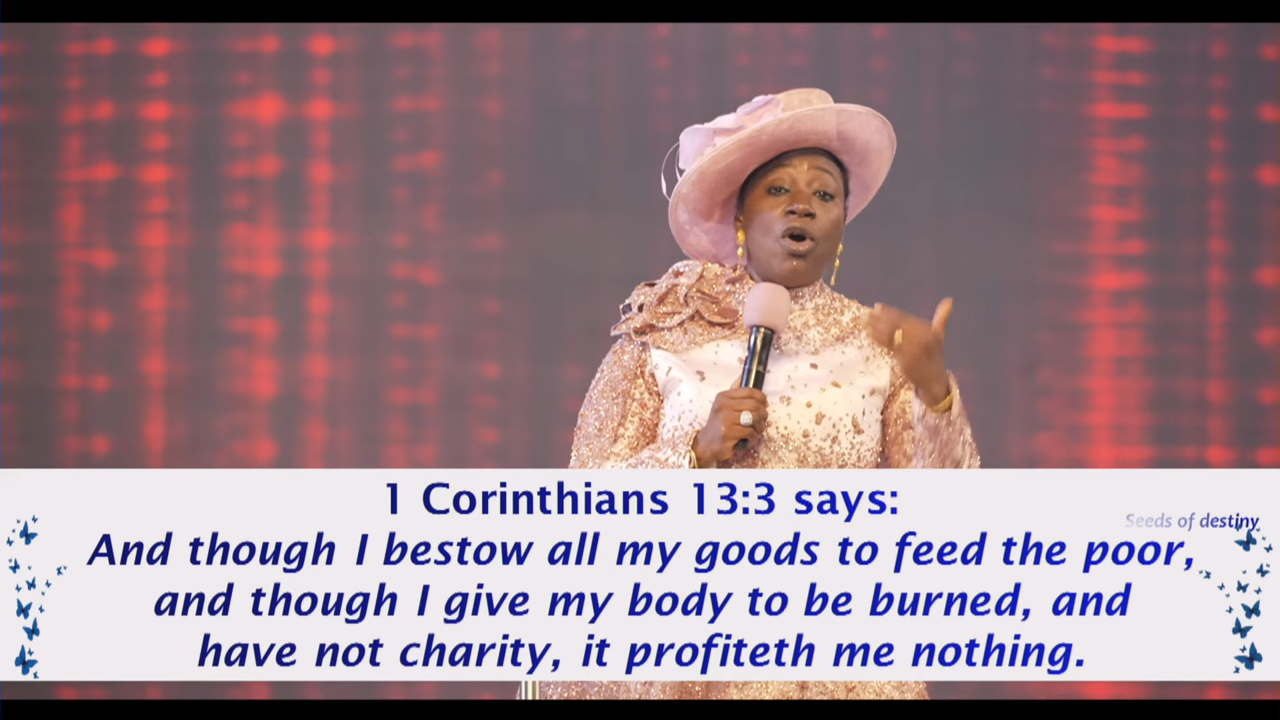 1 Corinthians 13:3 says:
Seeds of destiny
And though I bestow all my goods to feed the poor,
and though I give my body to be burned, and
have not charity, it profiteth me nothing.